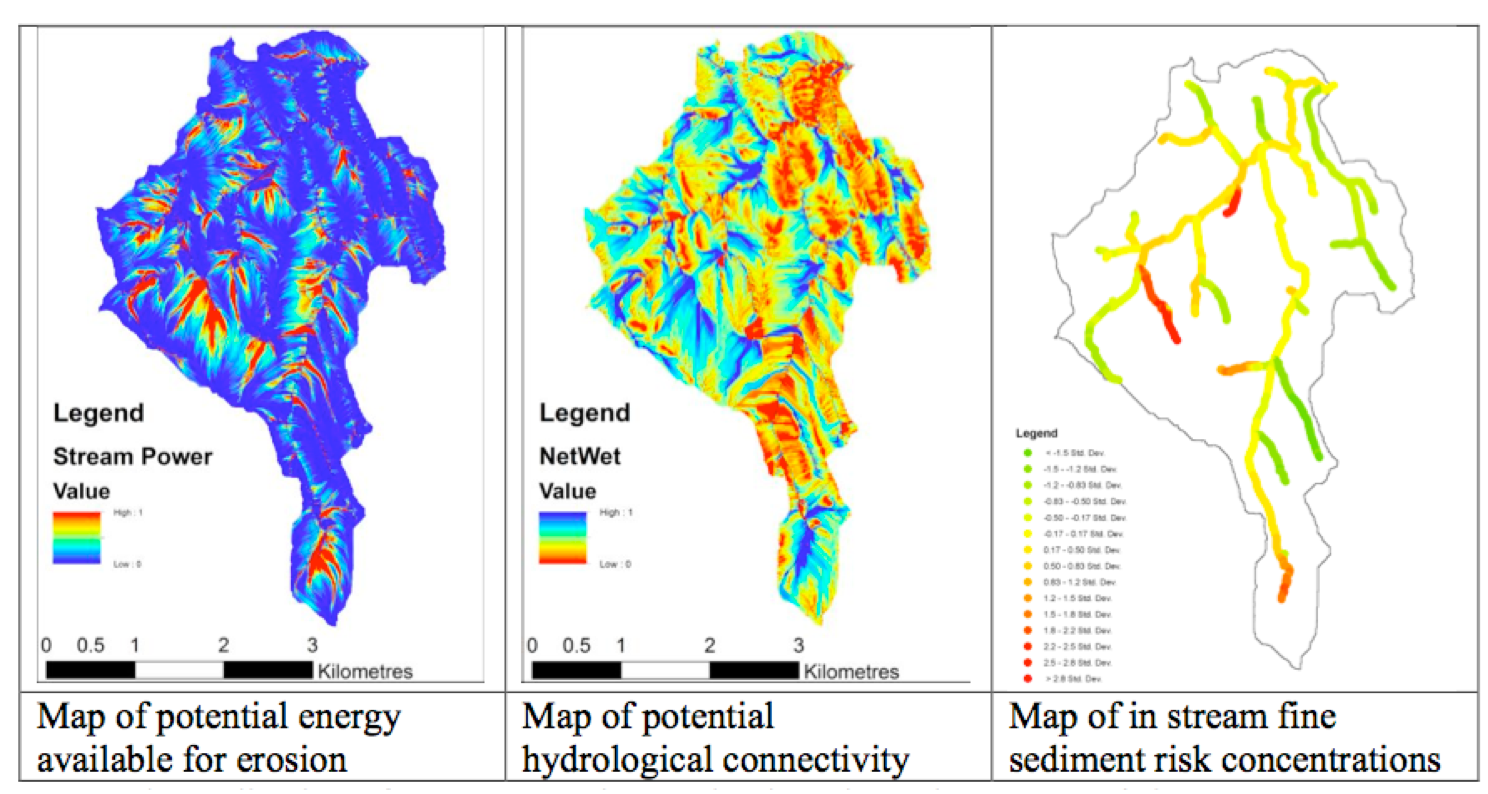 Legend
Stream Power
Value
High : 1
Low : 0
0 0.5 1 2 3
Kilometres
Map of potential energy
available for erosion
Legend
NetWet
Value
High : 1
Low : 0
0 0.5 1 2 3
Kilometres
Map of potential
hydrological connectivity
Legend
< -1.5 Std. Dev.
-1.5 - -1.2 Std. Dev.
-1.2 - -0.83 Std. Dev.
-0.83 - -0.50 Std. Dev.
-0.50 - -0.17 Std. Dev.
-0.17 - 0.17 Std. Dev.
0.17 - 0.50 Std. Dev.
0.50 - 0.83 Std. Dev.
0.83 - 1.2 Std. Dev.
1.2 - 1.5 Std. Dev.
1.5 - 1.8 Std. Dev.
1.8 - 2.2 Std. Dev.
2.2 - 2.5 Std. Dev.
2.5 - 2.8 Std. Dev.
> 2.8 Std. Dev.
Map of in stream fine
sediment risk concentrations